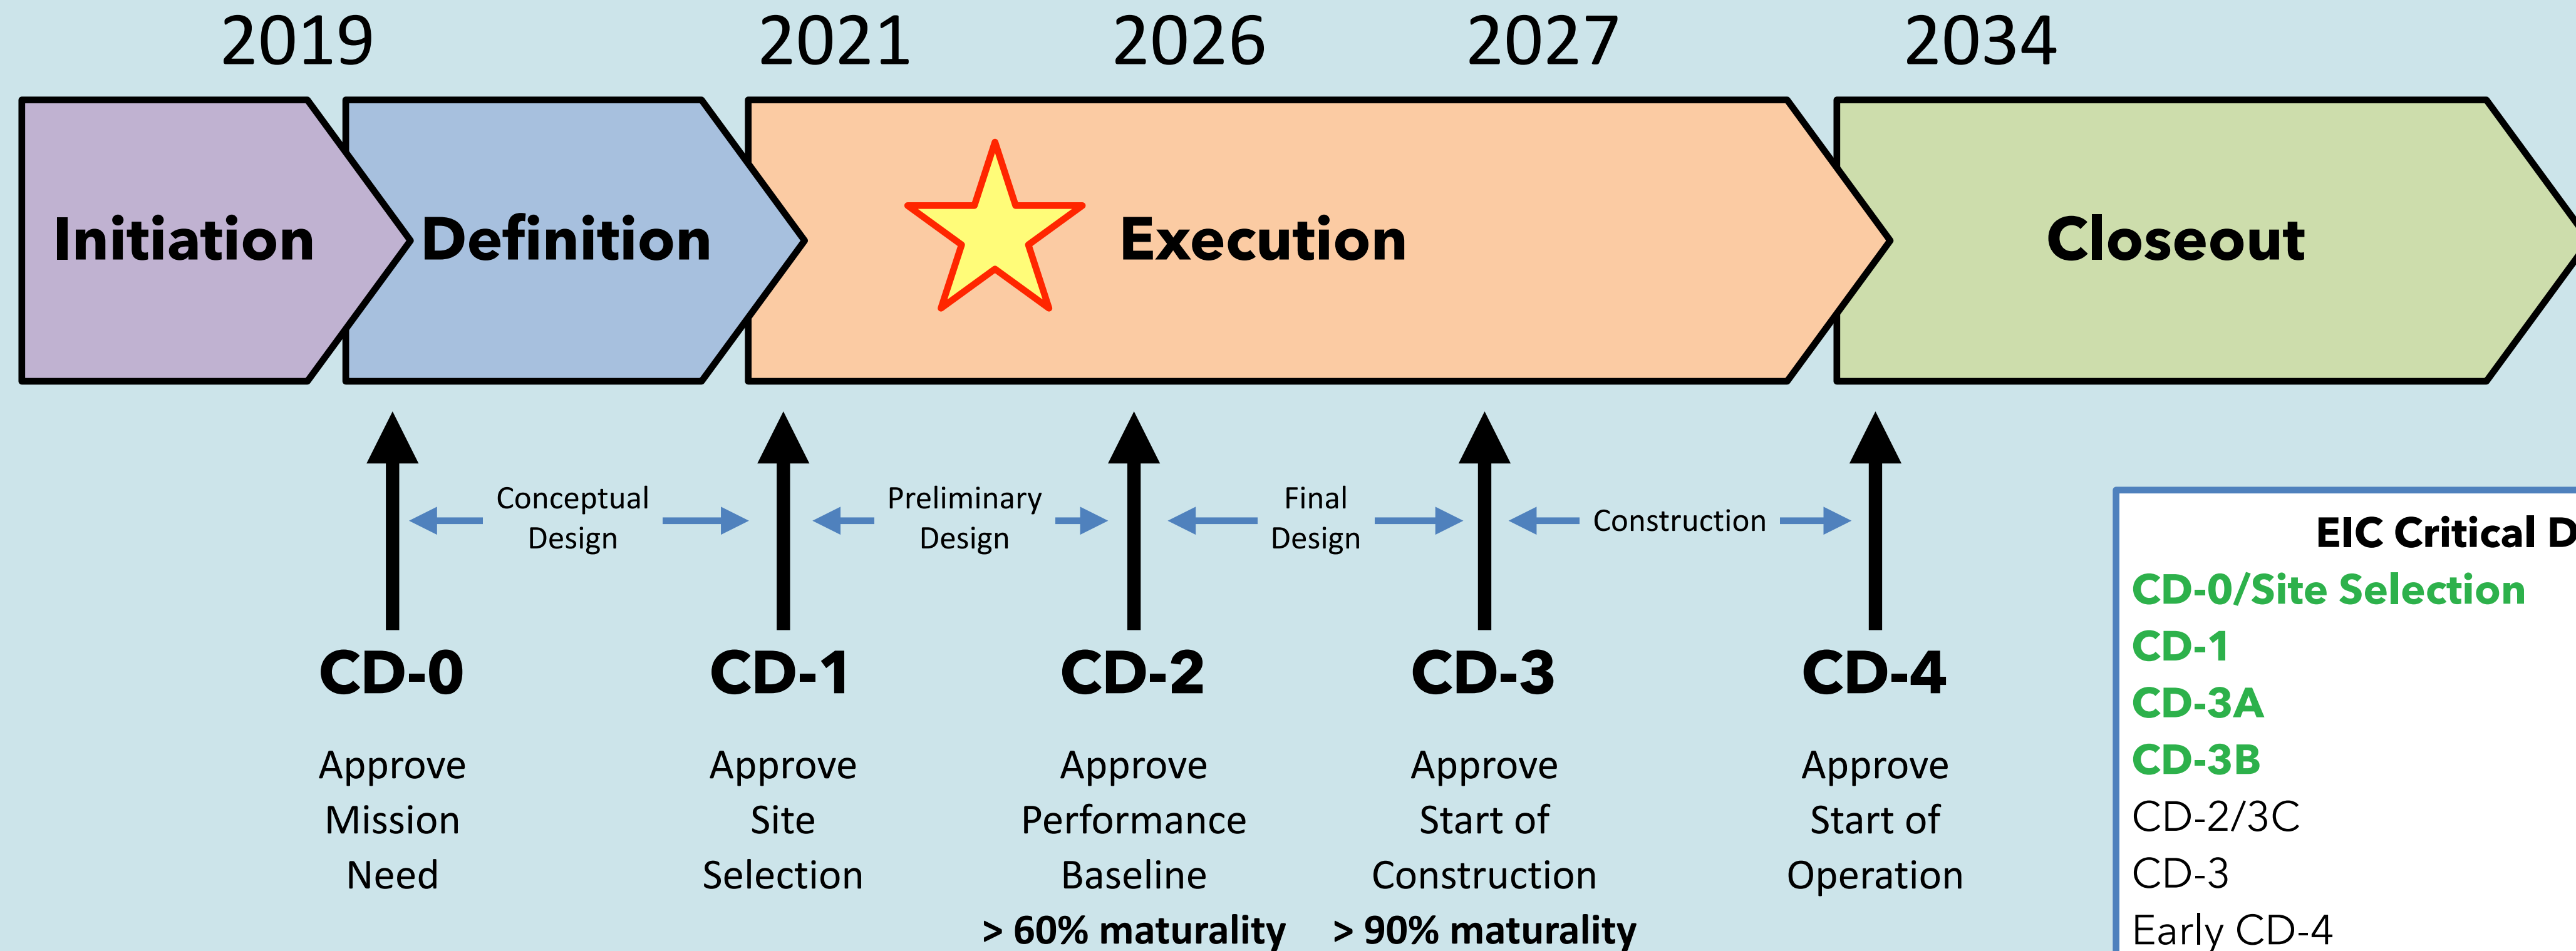 2019 2021 2026 2027 2034
Initiation Definition Execution Closeout
Conceptual
Design
Preliminary
Design
Final
Design
Construction
CD-0
Approve
Mission
Need
CD-1
Approve
Site
Selection
CD-2
Approve
Performance
Baseline
> 60% maturality
CD-3
Approve
Start of
Construction
> 90% maturality
CD-4
Approve
Start of
Operation
EIC Critical D
CD-0/Site Selection
CD-1
CD-3A
CD-3B
CD-2/3C
CD-3
Early CD-4